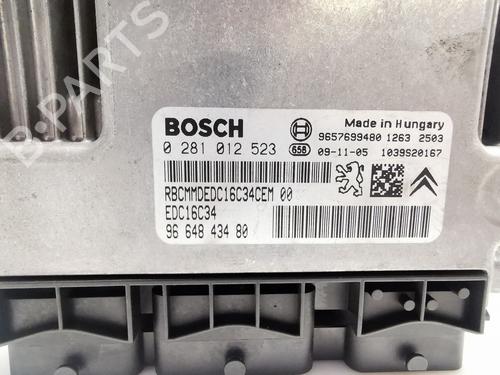 B-PARTS
BOSCH
Made in Hungary
9657699480 1263 2503
0 281 012 523
658
09-11-05
1039S20167
RBCMMDEDC16C34CEM 00
EDC16C34
96 648 434 80